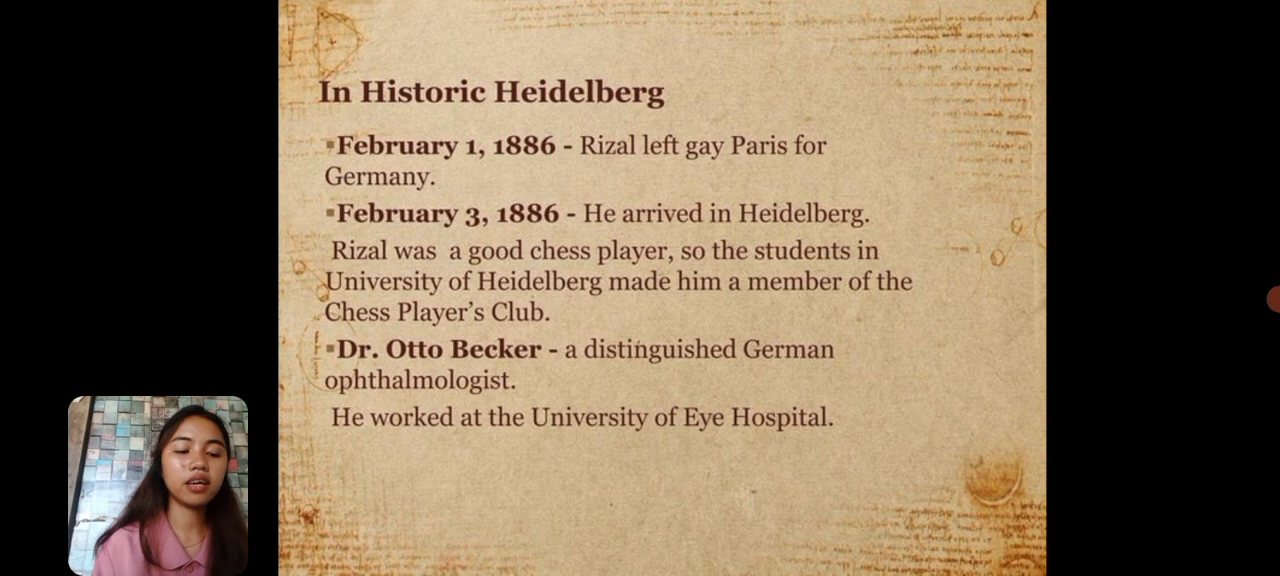 In Historic Heidelberg
▪February 1, 1886 - Rizal left gay Paris for
Germany.
▪February 3, 1886 - He arrived in Heidelberg.
Rizal was a good chess player, so the students in
University of Heidelberg made him a member of the
Chess Player’s Club.
▪Dr. Otto Becker - a distinguished German
ophthalmologist.
He worked at the University of Eye Hospital.